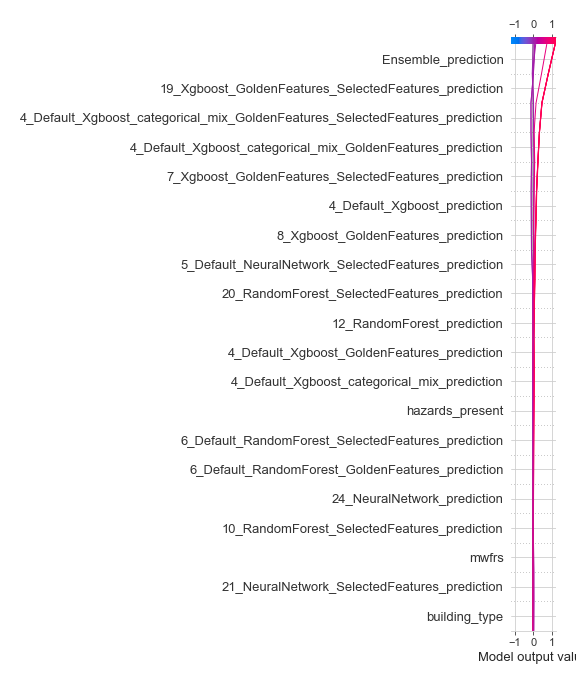 −1 0 1
Ensemble_prediction
19_Xgboost_GoldenFeatures_SelectedFeatures_prediction
4_Default_Xgboost_categorical_mix_GoldenFeatures_SelectedFeatures_prediction
4_Default_Xgboost_categorical_mix_GoldenFeatures_prediction
7_Xgboost_GoldenFeatures_SelectedFeatures_prediction
4_Default_Xgboost_prediction
8_Xgboost_GoldenFeatures_prediction
5_Default_NeuralNetwork_SelectedFeatures_prediction
20_RandomForest_SelectedFeatures_prediction
12_RandomForest_prediction
4_Default_Xgboost_GoldenFeatures_prediction
4_Default_Xgboost_categorical_mix_prediction
hazards_present
6_Default_RandomForest_SelectedFeatures_prediction
6_Default_RandomForest_GoldenFeatures_prediction
24_NeuralNetwork_prediction
10_RandomForest_SelectedFeatures_prediction
mwfrs
21_NeuralNetwork_SelectedFeatures_prediction
building_type
−1 0 1
Model output valu